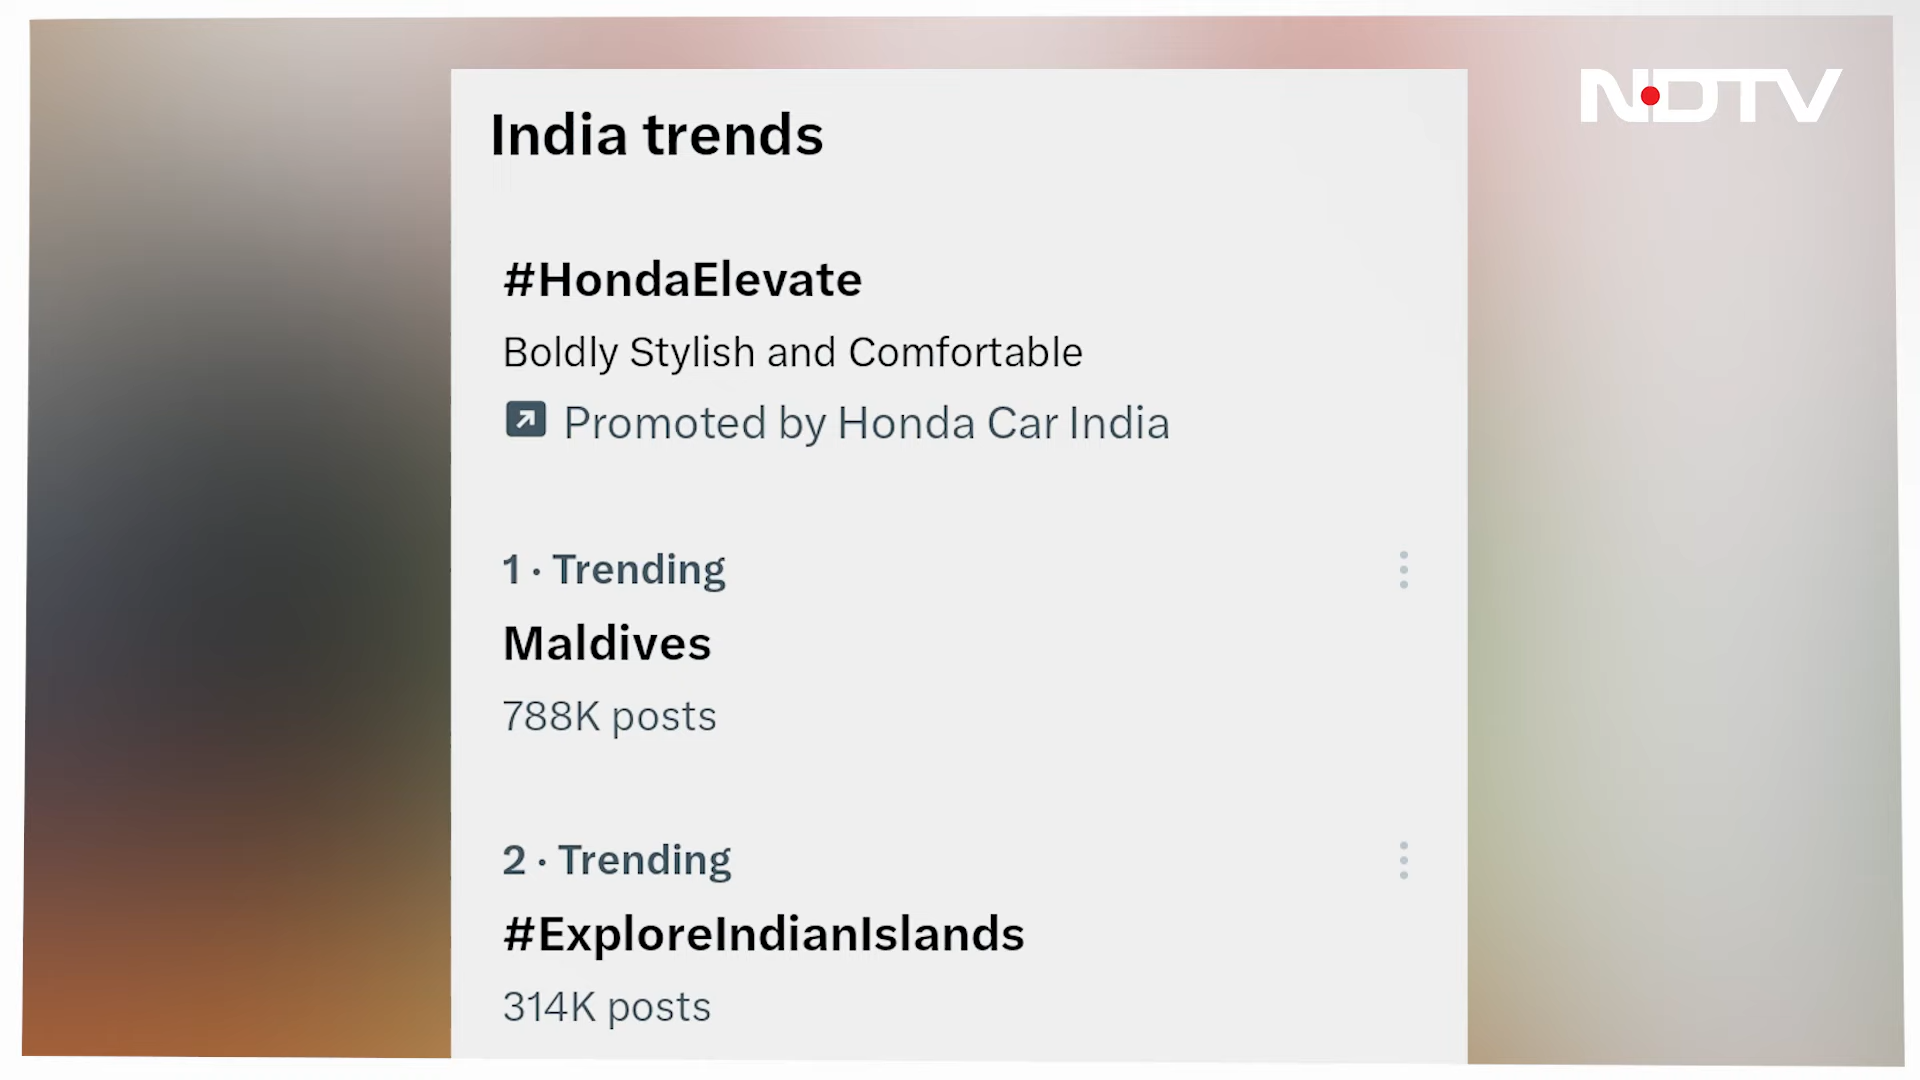 NDTV
India trends
#HondaElevate
Boldly Stylish and Comfortable
Promoted by Honda Car India
1 · Trending
Maldives
788K posts
2 · Trending
#ExploreIndianIslands
314K posts